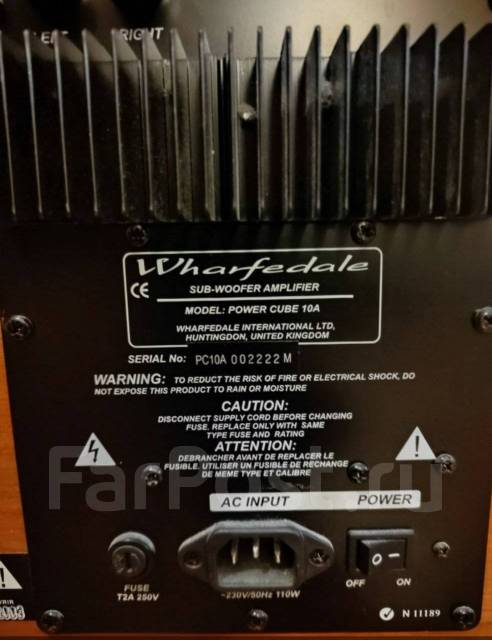 LEFT RIGHT
Wharfedale
CE
SUB-WOOFER AMPLIFIER
MODEL: POWER CUBE 10A
WHARFEDALE INTERNATIONAL LTD,
HUNTINGDON, UNITED KINGDOM
SERIAL No: PC10A 002222 M
WARNING: TO REDUCT THE RISK OF FIRE OR ELECTRICAL SHOCK, DO
NOT EXPOSE THIS PRODUCT TO RAIN OR MOISTURE
CAUTION:
DISCONNECT SUPPLY CORD BEFORE CHANGING
FUSE. REPLACE ONLY WITH SAME
TYPE FUSE AND RATING
ATTENTION:
DEBRANCHER AVANT DE REPLACER LE
FUSIBLE. UTILISER UN FUSIBLE DE RECHANGE
DE MEME TYPE ET CALIBRE
FarPost.ru
AC INPUT POWER
FUSE
T2A 250V
~230V/50Hz 110W
O -
OFF ON
N 11189
2003